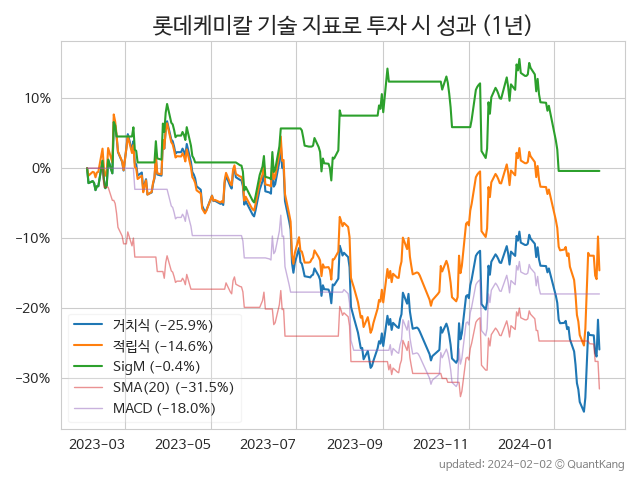 롯데케미칼 기술 지표로 투자 시 성과 (1년)
10%
0%
−10%
−20%
−30%
거치식 (−25.9%)
적립식 (−14.6%)
SigM (−0.4%)
SMA(20) (−31.5%)
MACD (−18.0%)
2023-03
2023-05
2023-07
2023-09
2023-11
2024-01
updated: 2024-02-02 © QuantKang